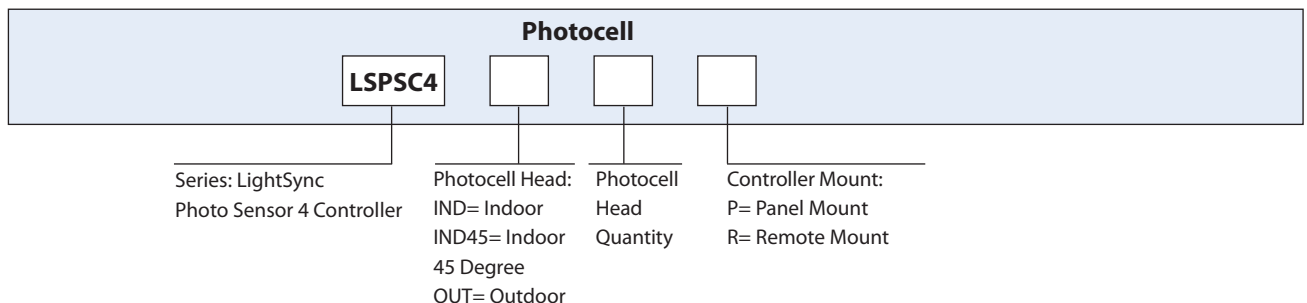 Photocell
LSPSC4
Series: LightSync
Photo Sensor 4 Controller
Photocell Head:
IND= Indoor
IND45= Indoor
45 Degree
OUT= Outdoor
Photocell
Head
Quantity
Controller Mount:
P= Panel Mount
R= Remote Mount